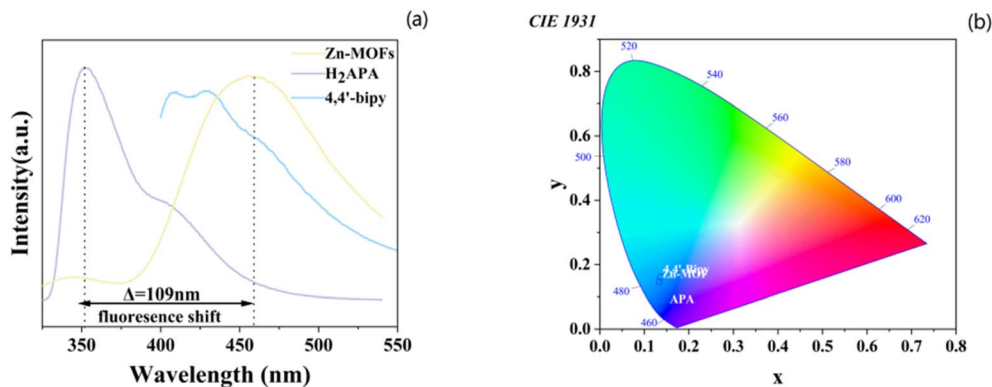 (a)
Zn-MOFs
H₂APA
4,4'-bipy
Intensity(a.u.)
Δ=109nm
fluoresence shift
350 400 450 500 550
Wavelength (nm)
CIE 1931
(b)
520
540
560
580
600
620
500
480
460
4,4'-Bipy
Zn-MOF
APA
y
0.8
0.6
0.4
0.2
0.0
0.0 0.1 0.2 0.3 0.4 0.5 0.6 0.7 0.8
x